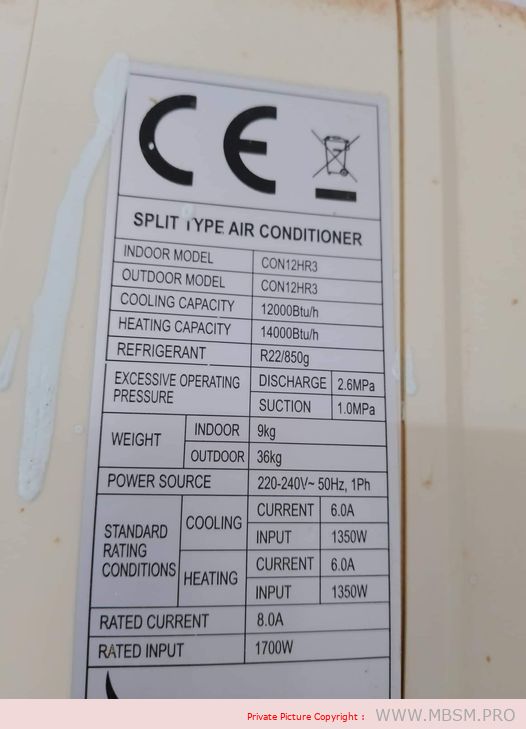 CE
SPLIT TYPE AIR CONDITIONER
INDOOR MODEL CON12HR3
OUTDOOR MODEL CON12HR3
COOLING CAPACITY 12000Btu/h
HEATING CAPACITY 14000Btu/h
REFRIGERANT R22/850g
EXCESSIVE OPERATING PRESSURE DISCHARGE 2.6MPa
SUCTION 1.0MPa
WEIGHT INDOOR 9kg
OUTDOOR 36kg
POWER SOURCE 220-240V~ 50Hz, 1Ph
STANDARD RATING CONDITIONS COOLING CURRENT 6.0A
INPUT 1350W
HEATING CURRENT 6.0A
INPUT 1350W
RATED CURRENT 8.0A
RATED INPUT 1700W
Private Picture Copyright : WWW.MBSM.PRO